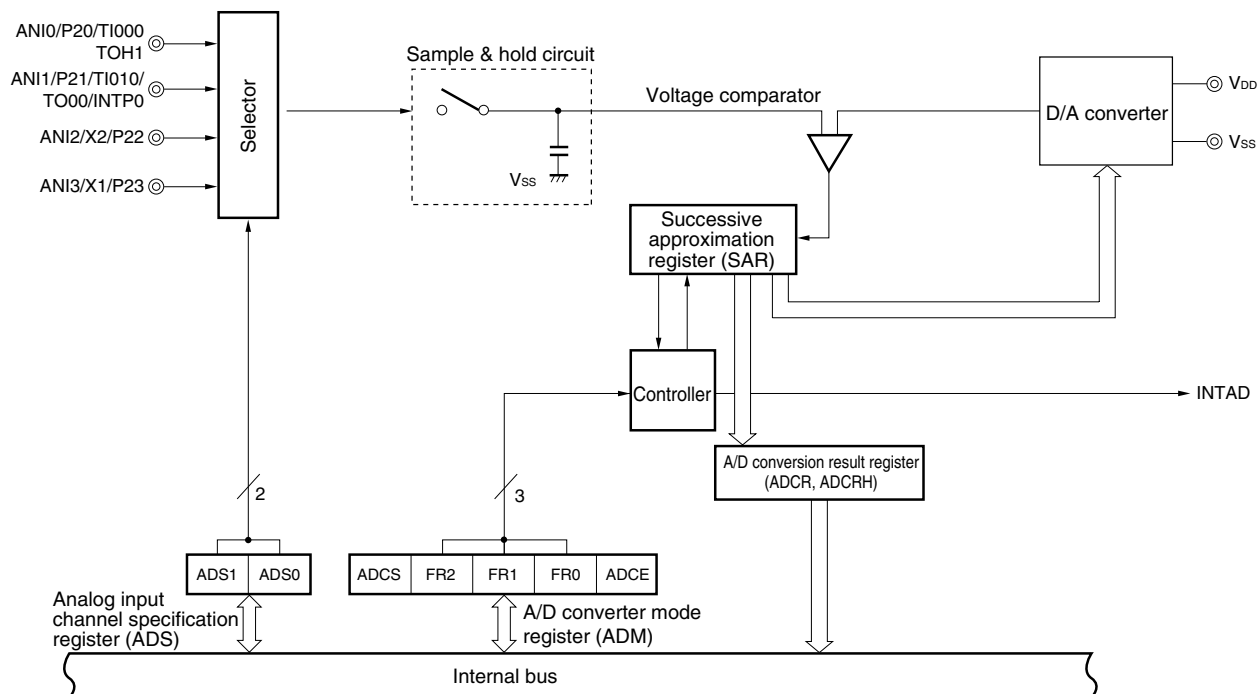 ANI0/P20/TI000
TOH1
ANI1/P21/TI010/
TO00/INTP0
ANI2/X2/P22
ANI3/X1/P23
Selector
Sample & hold circuit
VSS
Voltage comparator
D/A converter
VDD
VSS
Successive
approximation
register (SAR)
Controller
INTAD
A/D conversion result register
(ADCR, ADCRH)
2
3
ADS1
ADS0
ADCS
FR2
FR1
FR0
ADCE
Analog input
channel specification
register (ADS)
A/D converter mode
register (ADM)
Internal bus